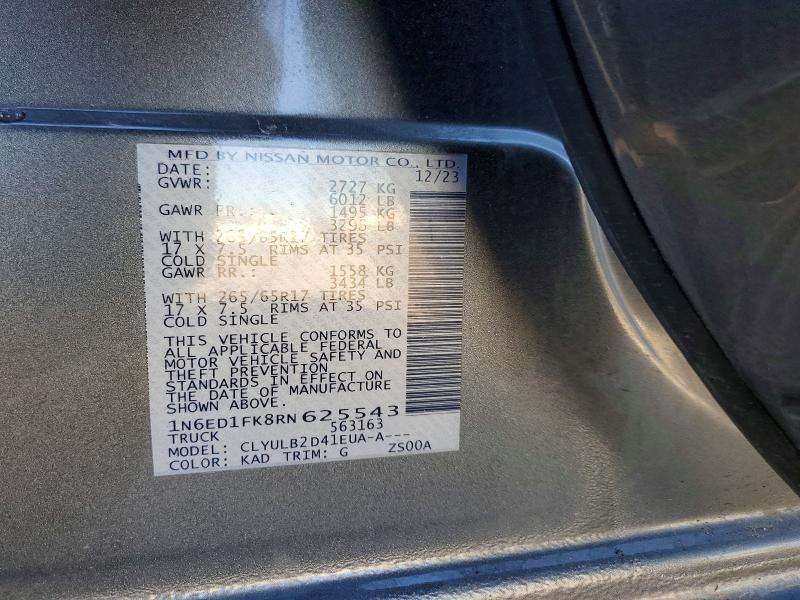 MFD BY NISSAN MOTOR CO., LTD.
DATE: 12/23
GVWR: 2727 KG
6012 LB
GAWR FR.: 1495 KG
3296 LB
WITH 265/65R17 TIRES
17 X 7.5 RIMS AT 35 PSI
COLD SINGLE
GAWR RR.: 1558 KG
3434 LB
WITH 265/65R17 TIRES
17 X 7.5 RIMS AT 35 PSI
COLD SINGLE
THIS VEHICLE CONFORMS TO
ALL APPLICABLE FEDERAL
MOTOR VEHICLE SAFETY AND
THEFT PREVENTION
STANDARDS IN EFFECT ON
THE DATE OF MANUFACTURE
SHOWN ABOVE.
1N6ED1FK8RN625543
TRUCK 563163
MODEL: CLYULB2D41EUA-A---
COLOR: KAD TRIM: G ZS00A